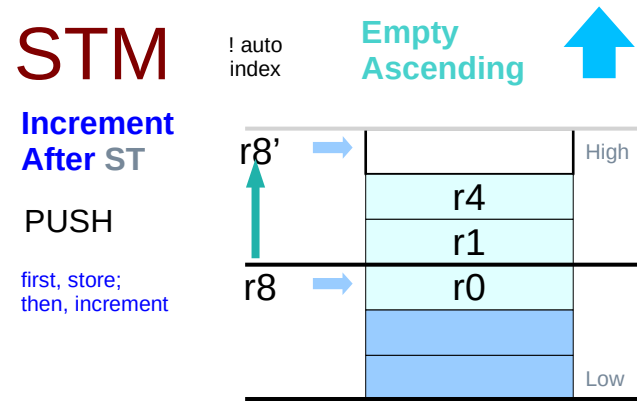 STM
! auto
index
Empty
Ascending
Increment
After ST
PUSH
first, store;
then, increment
r8’
High
r4
r1
r8
r0
Low